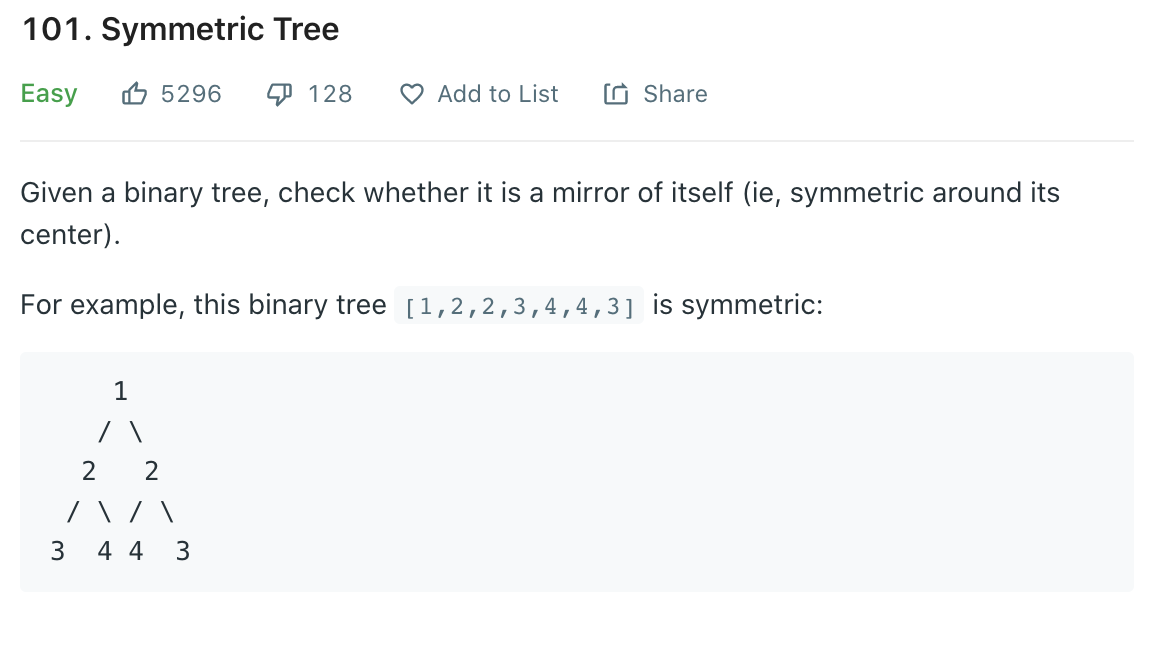 101. Symmetric Tree
Easy 5296 128 Add to List Share
Given a binary tree, check whether it is a mirror of itself (ie, symmetric around its
center).
For example, this binary tree [1,2,2,3,4,4,3] is symmetric:
1
/ \
2 2
/ \ / \
3 4 4 3